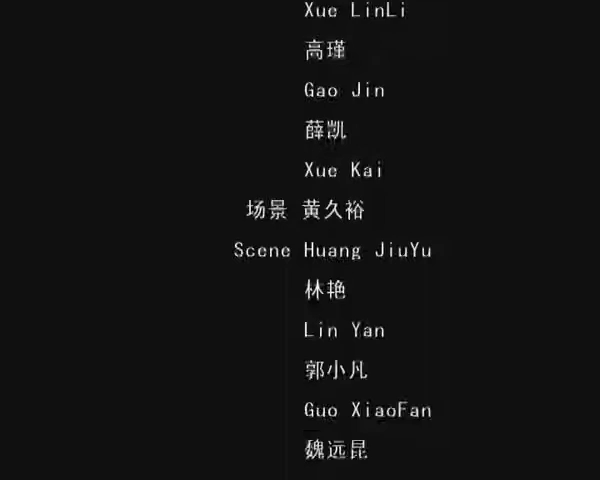 Xue LinLi
高瑾
Gao Jin
薛凯
Xue Kai
场景 黄久裕
Scene Huang JiuYu
林艳
Lin Yan
郭小凡
Guo XiaoFan
魏远昆